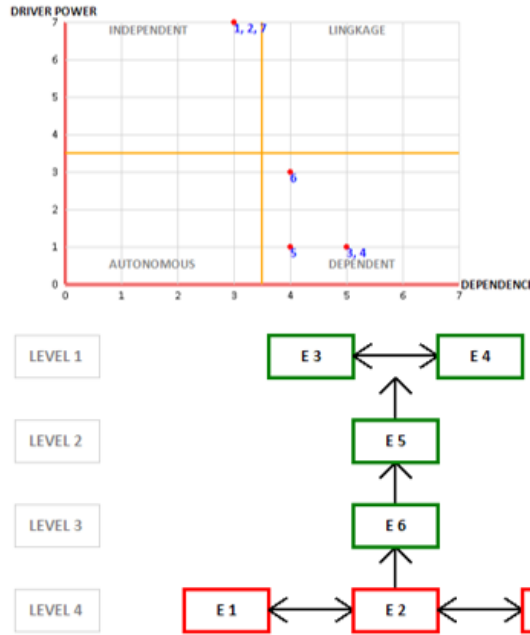 DRIVER POWER
7
INDEPENDENT
LINGKAGE
1, 2, 7
6
5
4
3
6
2
1
5
3, 4
AUTONOMOUS
DEPENDENT
0
DEPENDENCE
0 1 2 3 4 5 6 7
LEVEL 1
E 3
E 4
LEVEL 2
E 5
LEVEL 3
E 6
LEVEL 4
E 1
E 2